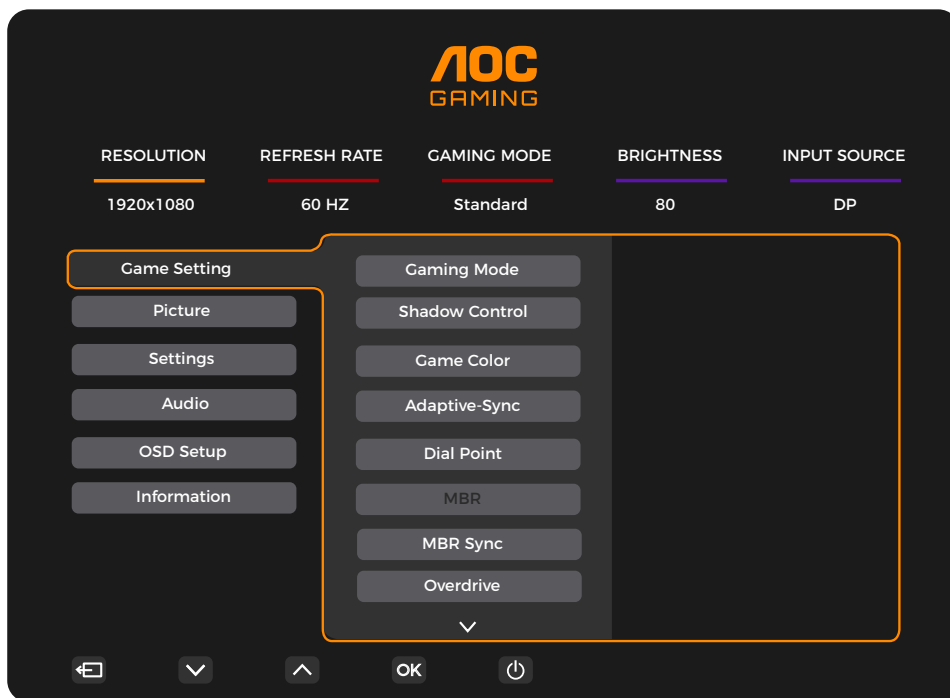 AOC
GAMING
RESOLUTION REFRESH RATE GAMING MODE BRIGHTNESS INPUT SOURCE
1920x1080 60 HZ Standard 80 DP
Game Setting
Picture
Settings
Audio
OSD Setup
Information
Gaming Mode
Shadow Control
Game Color
Adaptive-Sync
Dial Point
MBR
MBR Sync
Overdrive
OK